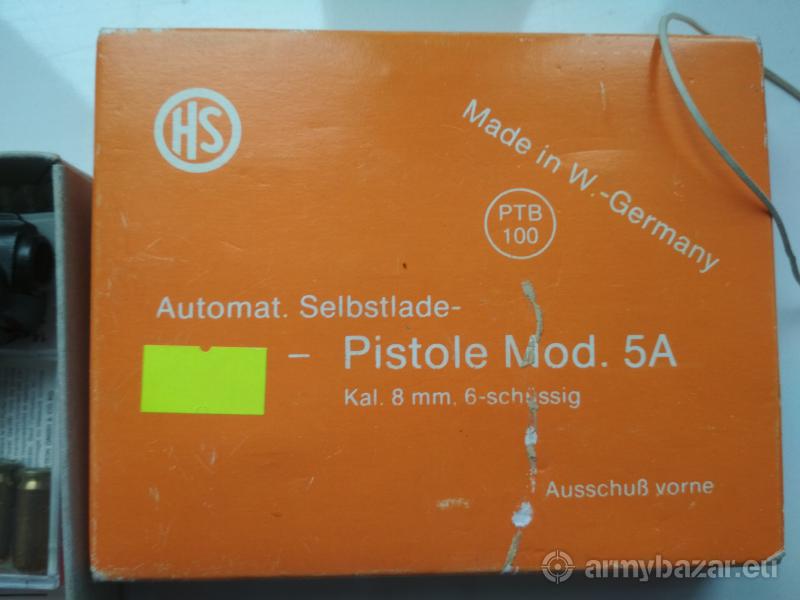 HS
Made in W.-Germany
PTB
100
Automat. Selbstlade-
- Pistole Mod. 5A
Kal. 8 mm, 6-schüssig
Ausschuß vorne
armybazar.eu